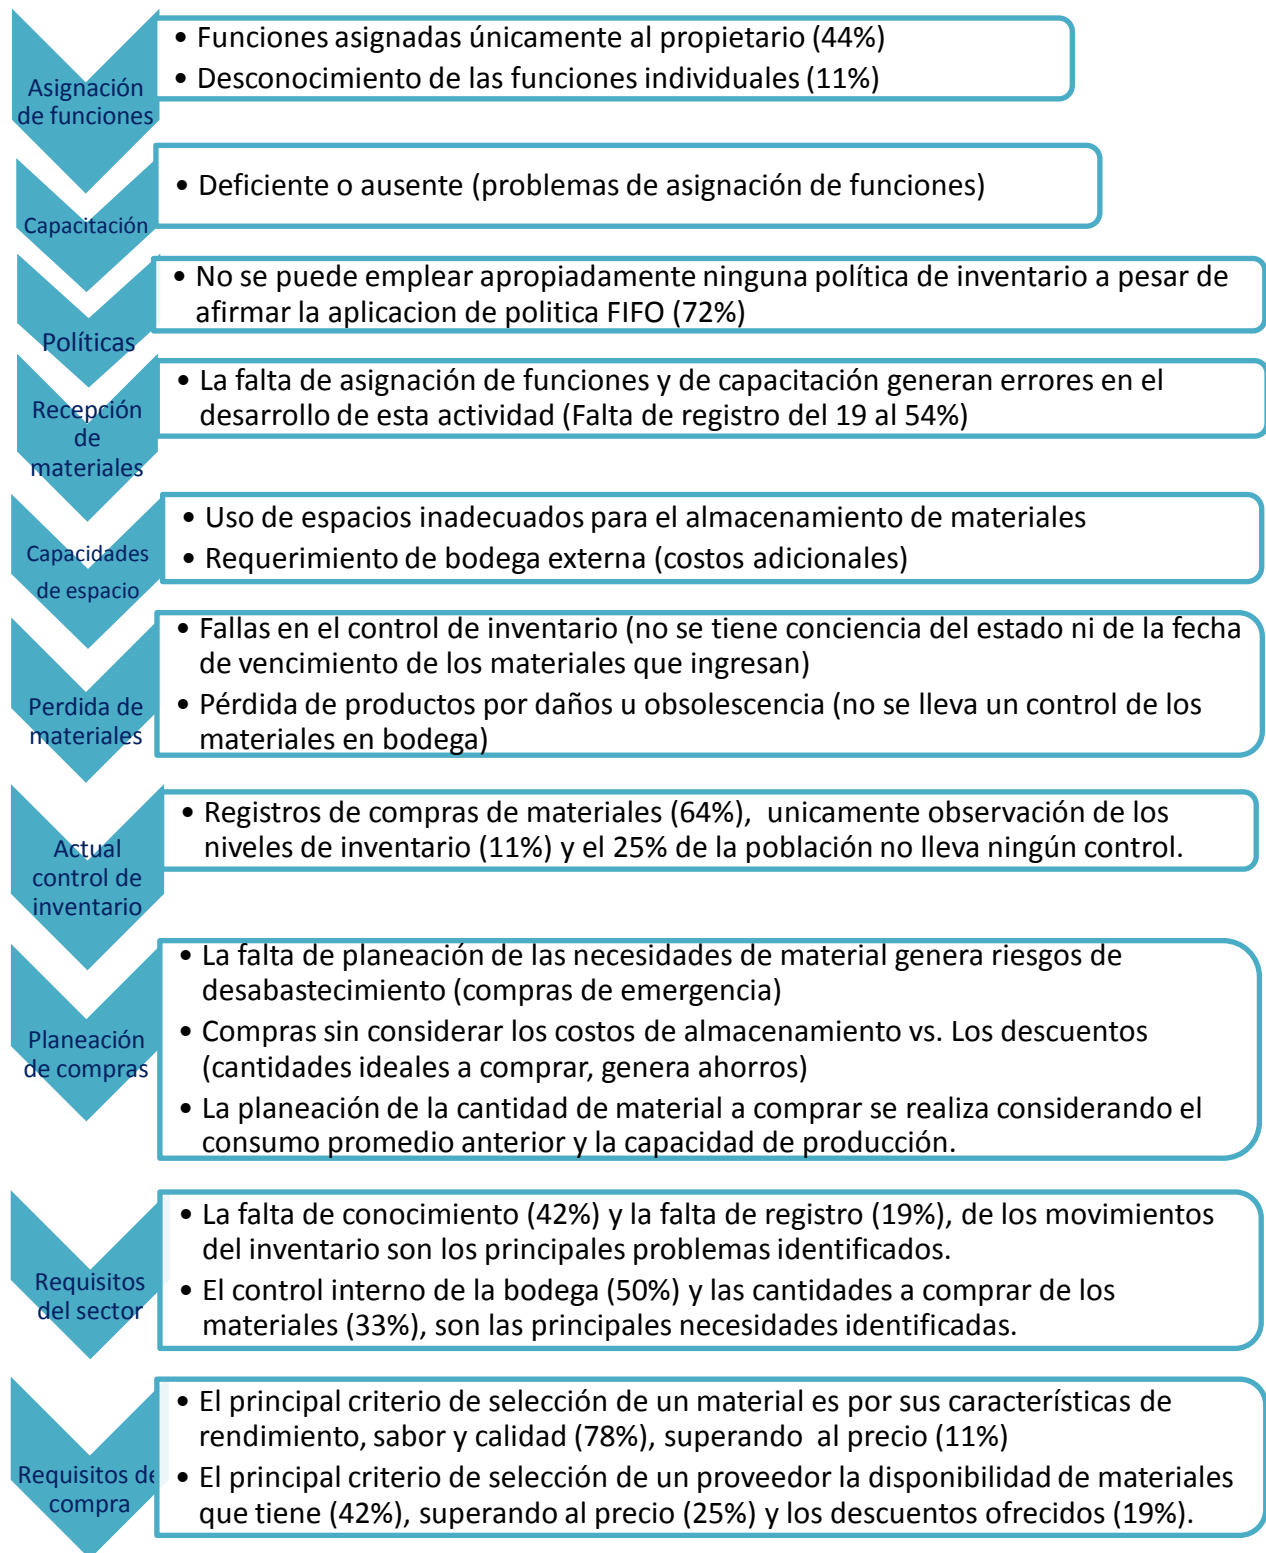 Asignación
de funciones
• Funciones asignadas únicamente al propietario (44%)
• Desconocimiento de las funciones individuales (11%)
Capacitación
• Deficiente o ausente (problemas de asignación de funciones)
Políticas
• No se puede emplear apropiadamente ninguna política de inventario a pesar de
afirmar la aplicacion de politica FIFO (72%)
Recepción
de
materiales
• La falta de asignación de funciones y de capacitación generan errores en el
desarrollo de esta actividad (Falta de registro del 19 al 54%)
Capacidades
de espacio
• Uso de espacios inadecuados para el almacenamiento de materiales
• Requerimiento de bodega externa (costos adicionales)
Perdida de
materiales
• Fallas en el control de inventario (no se tiene conciencia del estado ni de la fecha
de vencimiento de los materiales que ingresan)
• Pérdida de productos por daños u obsolescencia (no se lleva un control de los
materiales en bodega)
Actual
control de
inventario
• Registros de compras de materiales (64%), unicamente observación de los
niveles de inventario (11%) y el 25% de la población no lleva ningún control.
Planeación
de compras
• La falta de planeación de las necesidades de material genera riesgos de
desabastecimiento (compras de emergencia)
• Compras sin considerar los costos de almacenamiento vs. Los descuentos
(cantidades ideales a comprar, genera ahorros)
• La planeación de la cantidad de material a comprar se realiza considerando el
consumo promedio anterior y la capacidad de producción.
Requisitos
del sector
• La falta de conocimiento (42%) y la falta de registro (19%), de los movimientos
del inventario son los principales problemas identificados.
• El control interno de la bodega (50%) y las cantidades a comprar de los
materiales (33%), son las principales necesidades identificadas.
Requisitos de
compra
• El principal criterio de selección de un material es por sus características de
rendimiento, sabor y calidad (78%), superando al precio (11%)
• El principal criterio de selección de un proveedor la disponibilidad de materiales
que tiene (42%), superando al precio (25%) y los descuentos ofrecidos (19%).